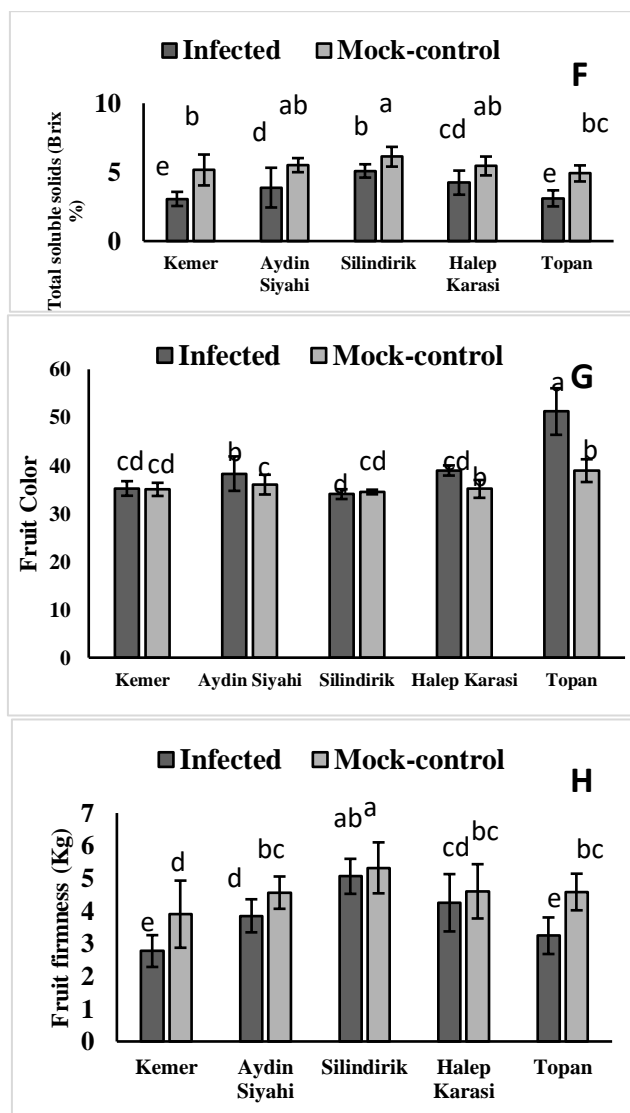 Infected Mock-control
F
Total soluble solids (Brix
%)
10
5
0
e b d ab b a cd ab e bc
Kemer Aydin Siyahi Silindirik Halep Karasi Topan
Infected Mock-control
G
Fruit Color
60
50
40
30
20
10
0
cd cd b c d cd cd b a b
Kemer Aydin Siyahi Silindirik Halep Karasi Topan
Infected Mock-control
H
Fruit firmness (Kg)
7
6
5
4
3
2
1
0
e d d bc ab a cd bc e bc
Kemer Aydin Siyahi Silindirik Halep Karasi Topan